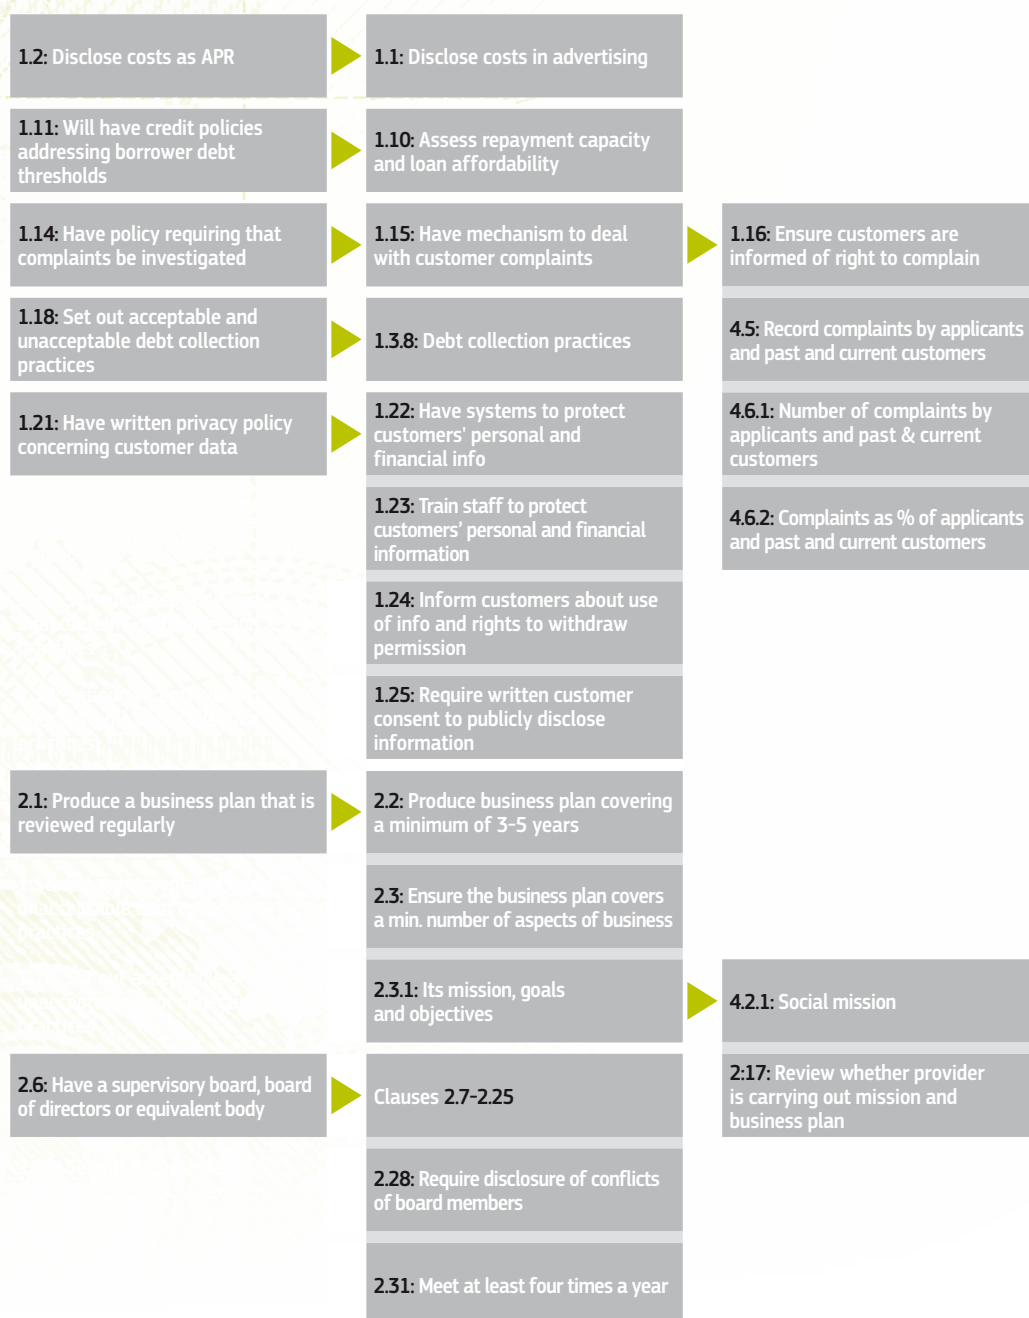 1.2: Disclose costs as APR
1.1: Disclose costs in advertising
1.11: Will have credit policies
addressing borrower debt
thresholds
1.10: Assess repayment capacity
and loan affordability
1.14: Have policy requiring that
complaints be investigated
1.15: Have mechanism to deal
with customer complaints
1.16: Ensure customers are
informed of right to complain
1.18: Set out acceptable and
unacceptable debt collection
practices
1.3.8: Debt collection practices
4.5: Record complaints by applicants
and past and current customers
1.21: Have written privacy policy
concerning customer data
1.22: Have systems to protect
customers' personal and
financial info
4.6.1: Number of complaints by
applicants and past & current
customers
1.23: Train staff to protect
customers’ personal and financial
information
4.6.2: Complaints as % of applicants
and past and current customers
1.24: Inform customers about use
of info and rights to withdraw
permission
1.25: Require written customer
consent to publicly disclose
information
2.1: Produce a business plan that is
reviewed regularly
2.2: Produce business plan covering
a minimum of 3-5 years
2.3: Ensure the business plan covers
a min. number of aspects of business
2.3.1: Its mission, goals
and objectives
4.2.1: Social mission
2.6: Have a supervisory board, board
of directors or equivalent body
Clauses 2.7-2.25
2:17: Review whether provider
is carrying out mission and
business plan
2.28: Require disclosure of conflicts
of board members
2.31: Meet at least four times a year